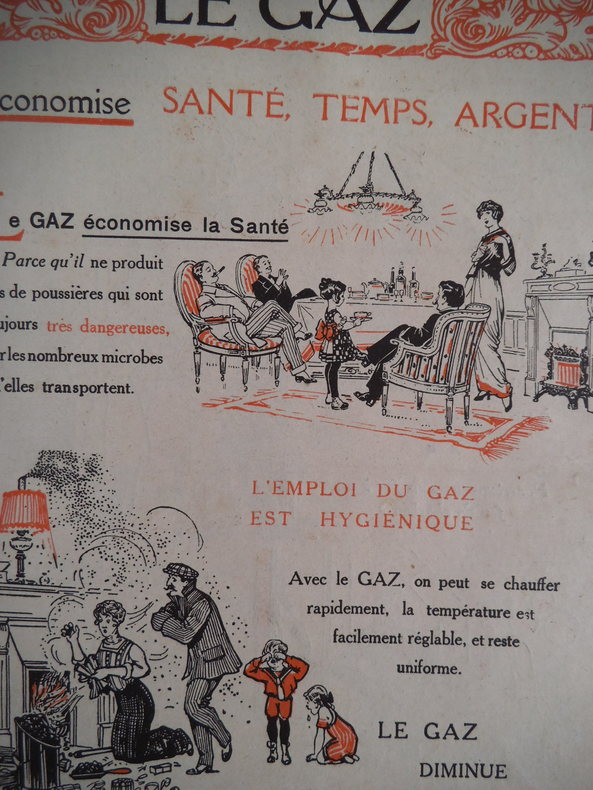 LE GAZ
conomise SANTÉ, TEMPS, ARGENT
Le GAZ économise la Santé
Parce qu'il ne produit
s de poussières qui sont
ujours très dangereuses,
r les nombreux microbes
'elles transportent.
L'EMPLOI DU GAZ
EST HYGIÉNIQUE
Avec le GAZ, on peut se chauffer
rapidement, la température est
facilement réglable, et reste
uniforme.
LE GAZ
DIMINUE